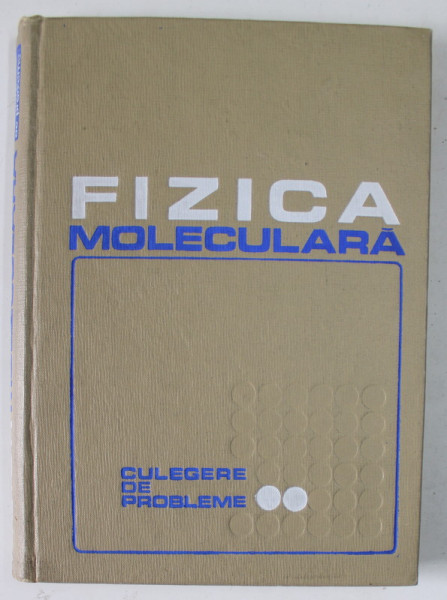 FIZICA
MOLECULARĂ
CULEGERE
DE
PROBLEME